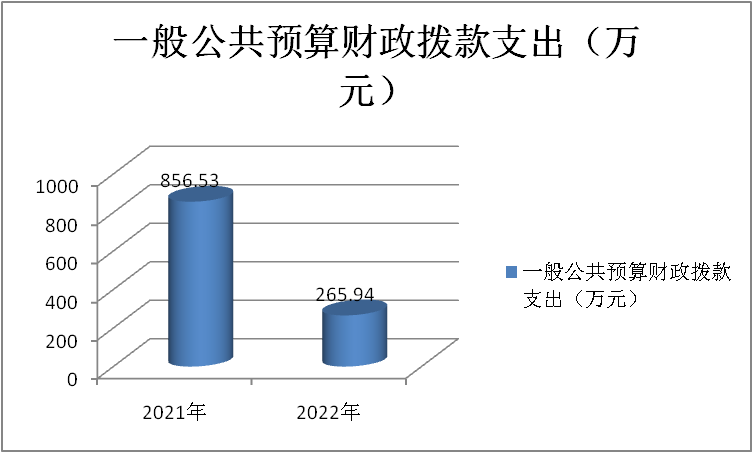 一般公共预算财政拨款支出（万
元）
1000
800
600
400
200
0
856.53
265.94
2021年
2022年
一般公共预算财政拨款
支出（万元）